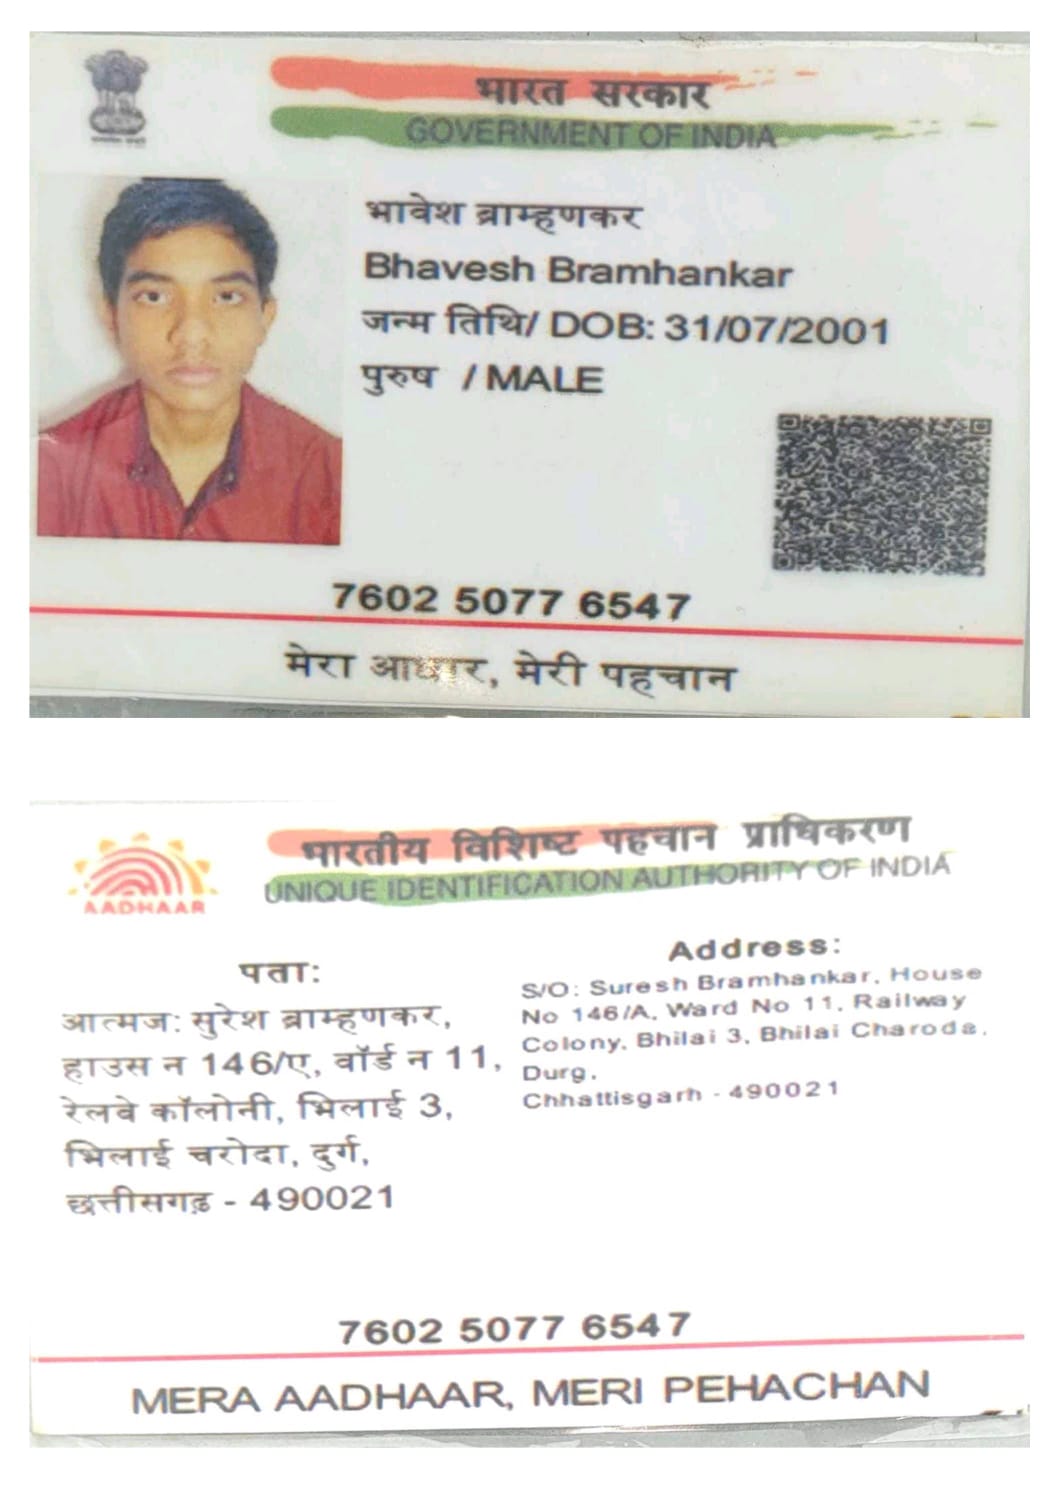 भारत सरकार
GOVERNMENT OF INDIA
भावेश ब्राम्हणकर
Bhavesh Bramhankar
जन्म तिथि/ DOB: 31/07/2001
पुरुष / MALE
7602 5077 6547
मेरा आधार, मेरी पहचान
भारतीय विशिष्ट पहचान प्राधिकरण
UNIQUE IDENTIFICATION AUTHORITY OF INDIA
AADHAAR
पता:
आत्मज: सुरेश ब्राम्हणकर,
हाउस न 146/ए, वॉर्ड न 11,
रेलवे कॉलोनी, भिलाई 3,
भिलाई चरोदा, दुर्ग,
छत्तीसगढ़ - 490021
Address:
S/O: Suresh Bramhankar, House
No 146/A, Ward No 11, Railway
Colony, Bhilai 3, Bhilai Charoda,
Durg,
Chhattisgarh - 490021
7602 5077 6547
MERA AADHAAR, MERI PEHACHAN